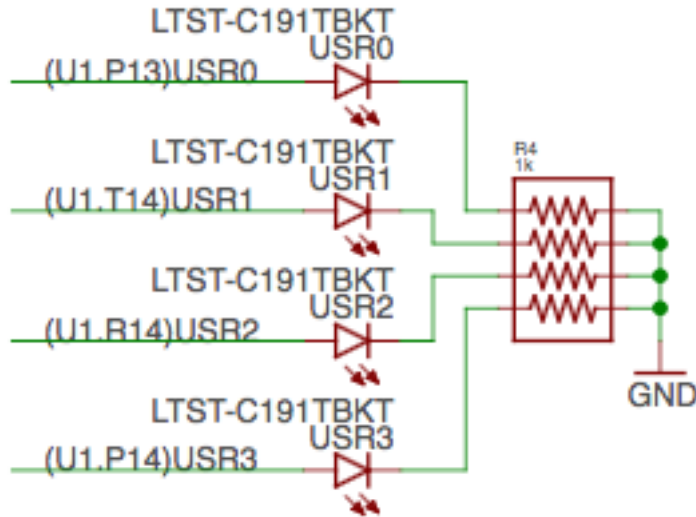 LTST-C191TBKT
USR0
(U1.P13)USR0
LTST-C191TBKT
USR1
(U1.T14)USR1
R4
1k
LTST-C191TBKT
USR2
(U1.R14)USR2
GND
LTST-C191TBKT
USR3
(U1.P14)USR3